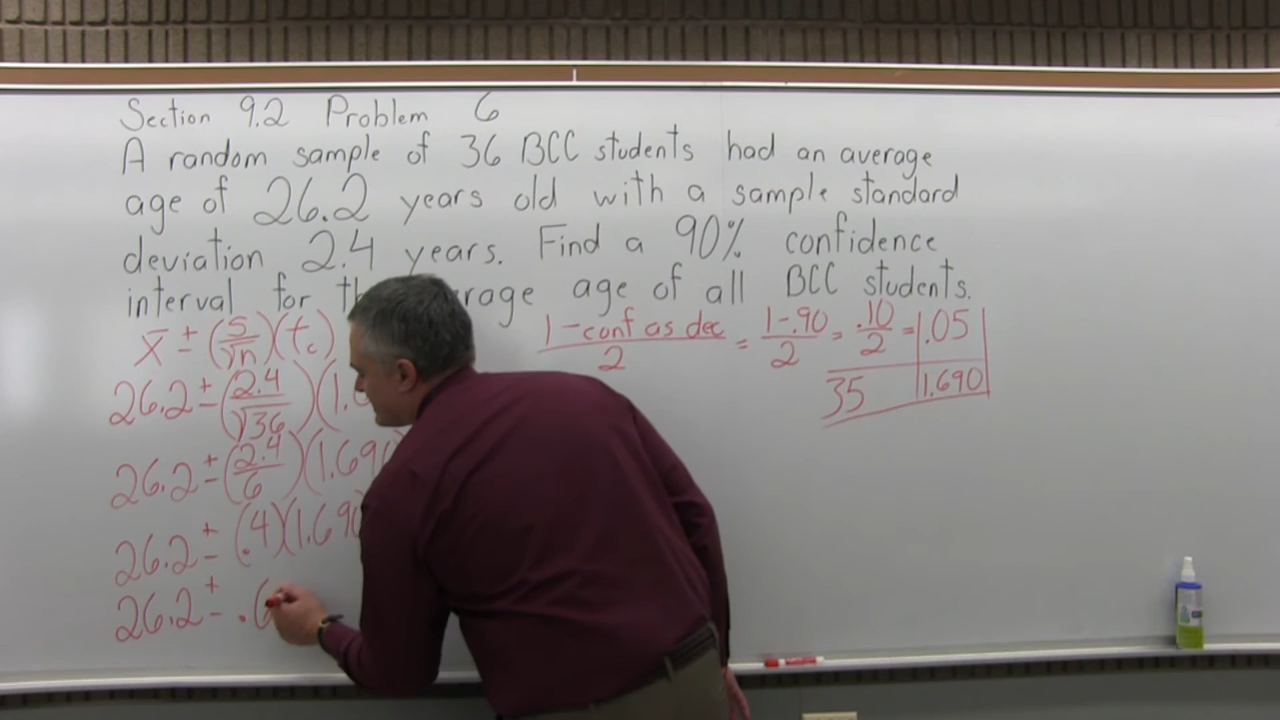 Section 9.2 Problem 6
A random sample of 36 BCC students had an average
age of 26.2 years old with a sample standard
deviation 2.4 years. Find a 90% confidence
interval for age of all BCC students.
x̄ ± (s/√n)(t_c)
26.2 ± (2.4/√36)(1.
26.2 ± (2.4/6)(1.690
26.2 ± (.4)(1.690
26.2 ± .6
(1-conf as dec)/2 = (1-.90)/2 = .10/2 = .05
35 1.690